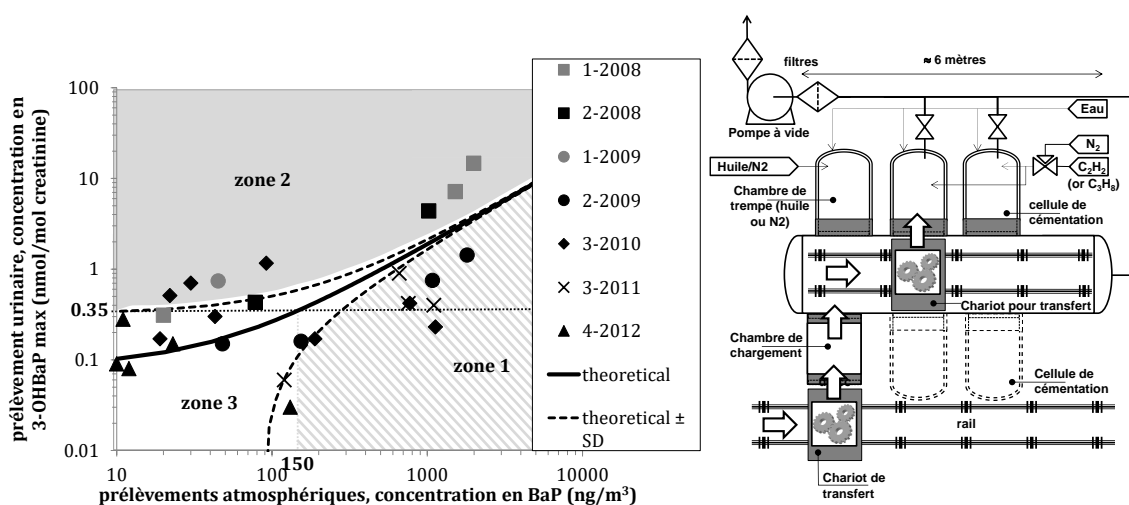 prélèvement urinaire, concentration en
3-OHBaP max (nmol/mol creatinine)
100
10
1
0.35
0.1
0.01
10
100
150
1000
10000
prélèvements atmosphériques, concentration en BaP (ng/m³)
zone 2
zone 1
zone 3
1-2008
2-2008
1-2009
2-2009
3-2010
3-2011
4-2012
theoretical
theoretical ±
SD
filtres
≈ 6 mètres
Pompe à vide
Eau
N₂
C₂H₂
(or C₃H₈)
Huile/N2
Chambre de
trempe (huile
ou N2)
cellule de
cémentation
Chariot pour transfert
Chambre de
chargement
Cellule de
cémentation
rail
Chariot de
transfert